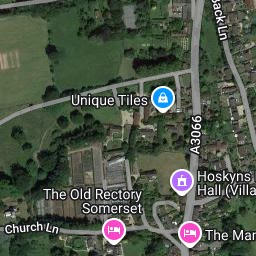 Back Ln
Unique Tiles
A3066
Hoskyns
Hall (Villa
The Old Rectory
Somerset
Church Ln
The Man